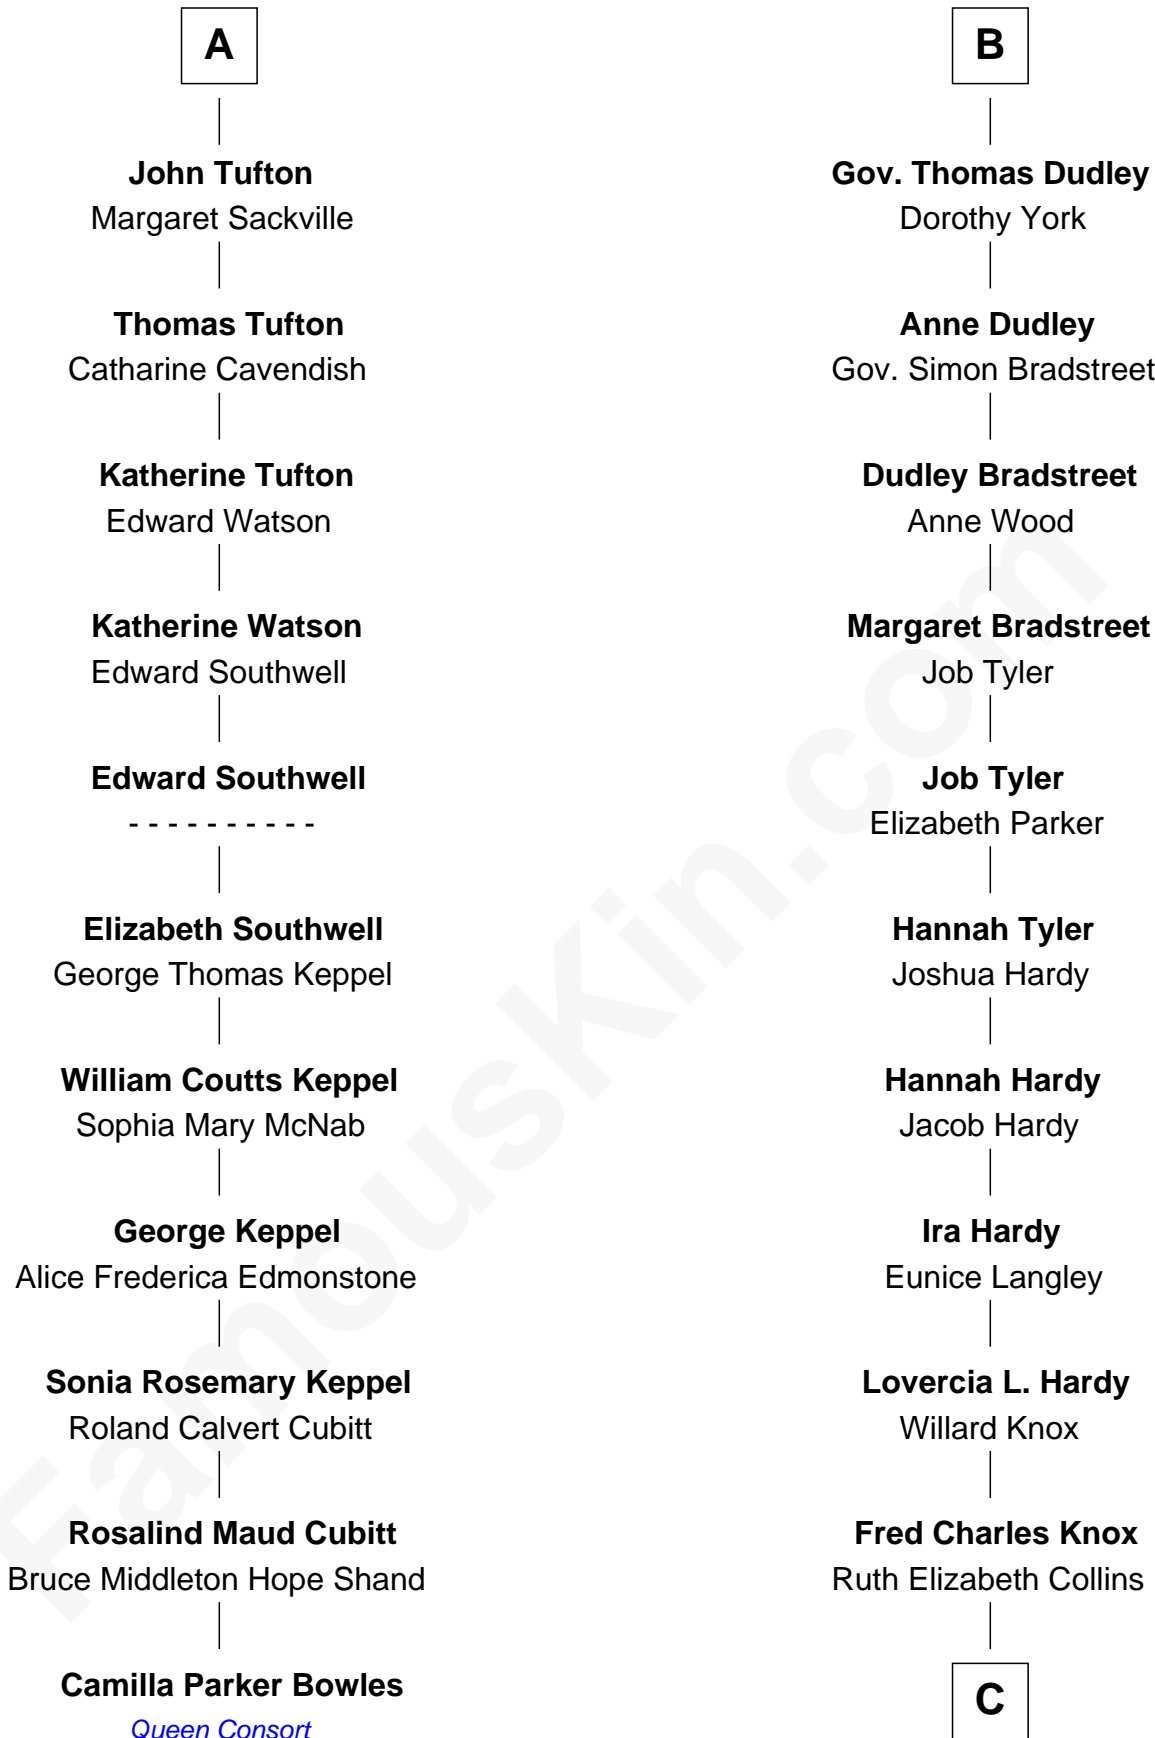 A
John Tufton
Margaret Sackville
Thomas Tufton
Catharine Cavendish
Katherine Tufton
Edward Watson
Katherine Watson
Edward Southwell
Edward Southwell
- - - - - - - - - -
Elizabeth Southwell
George Thomas Keppel
William Coutts Keppel
Sophia Mary McNab
George Keppel
Alice Frederica Edmonstone
Sonia Rosemary Keppel
Roland Calvert Cubitt
Rosalind Maud Cubitt
Bruce Middleton Hope Shand
Camilla Parker Bowles
Queen Consort
B
Gov. Thomas Dudley
Dorothy York
Anne Dudley
Gov. Simon Bradstreet
Dudley Bradstreet
Anne Wood
Margaret Bradstreet
Job Tyler
Job Tyler
Elizabeth Parker
Hannah Tyler
Joshua Hardy
Hannah Hardy
Jacob Hardy
Ira Hardy
Eunice Langley
Lovercia L. Hardy
Willard Knox
Fred Charles Knox
Ruth Elizabeth Collins
C
FamousKin.com